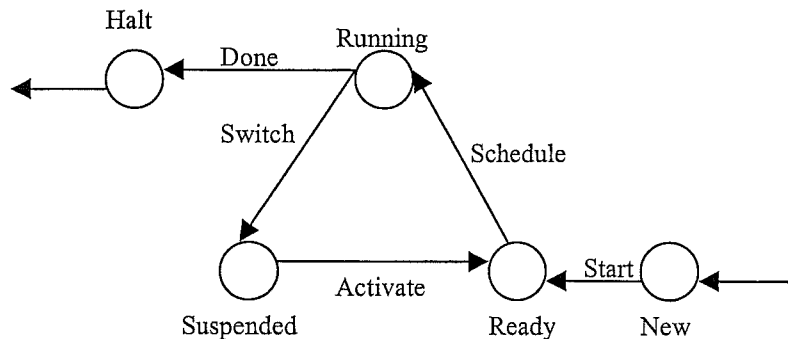 Halt
Running
Done
Switch
Schedule
Start
Activate
Suspended
Ready
New